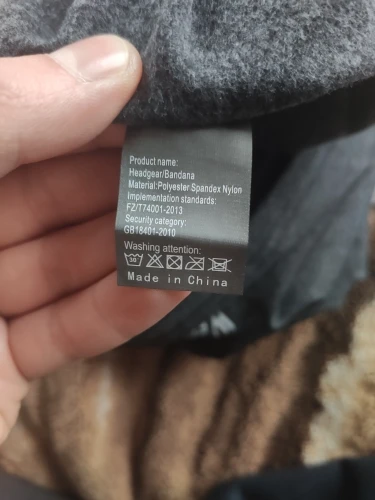 Product name:
Headgear/Bandana
Material:Polyester Spandex Nylon
Implementation standards:
FZ/T74001-2013
Security category:
GB18401-2010
Washing attention:
30
Made in China